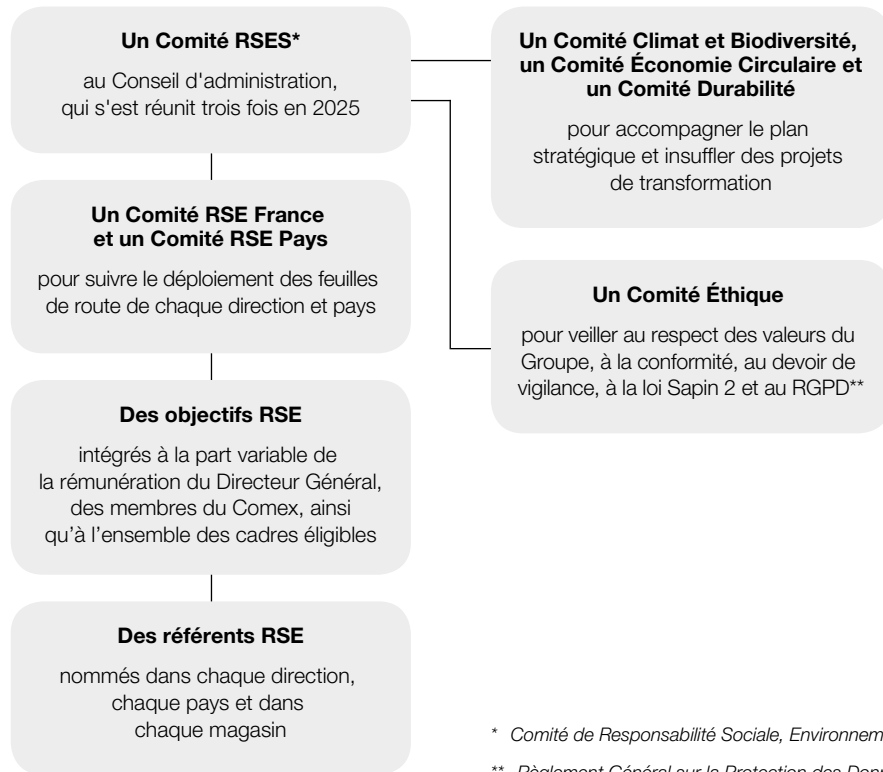 Un Comité RSES*
au Conseil d'administration,
qui s'est réunit trois fois en 2025
Un Comité RSE France
et un Comité RSE Pays
pour suivre le déploiement des feuilles
de route de chaque direction et pays
Des objectifs RSE
intégrés à la part variable de
la rémunération du Directeur Général,
des membres du Comex, ainsi
qu'à l’ensemble des cadres éligibles
Des référents RSE
nommés dans chaque direction,
chaque pays et dans
chaque magasin
Un Comité Climat et Biodiversité,
un Comité Économie Circulaire et
un Comité Durabilité
pour accompagner le plan
stratégique et insuffler des projets
de transformation
Un Comité Éthique
pour veiller au respect des valeurs du
Groupe, à la conformité, au devoir de
vigilance, à la loi Sapin 2 et au RGPD**
* Comité de Responsabilité Sociale,
** Règlement Général sur la Protection des